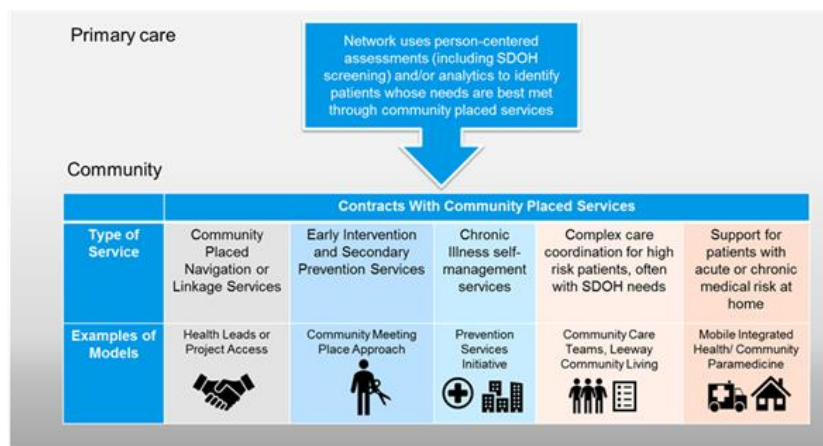 Primary care
Network uses person-centered
assessments (including SDOH
screening) and/or analytics to identify
patients whose needs are best met
through community placed services
Community
Contracts With Community Placed Services
Type of
Service
Community
Placed
Navigation or
Linkage Services
Early Intervention
and Secondary
Prevention Services
Chronic
Illness self-
management
services
Complex care
coordination for high
risk patients, often
with SDOH needs
Support for
patients with
acute or chronic
medical risk at
home
Examples of
Models
Health Leads or
Project Access
Community Meeting
Place Approach
Prevention
Services
Initiative
Community Care
Teams, Leeway
Community Living
Mobile Integrated
Health/ Community
Paramedicine